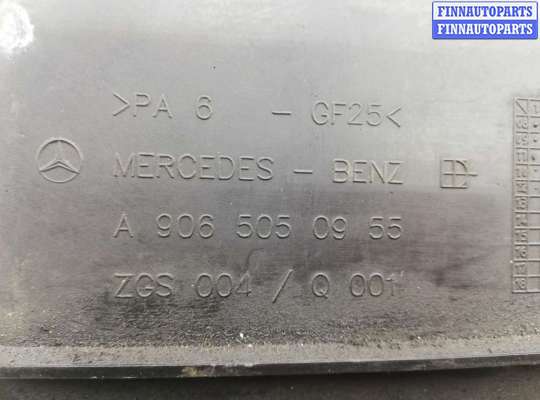 FINNAUTOPARTS
FINNAUTOPARTS
>PA 6 - GF25<
MERCEDES - BENZ
A 906 505 09 55
ZGS 004 / Q 001